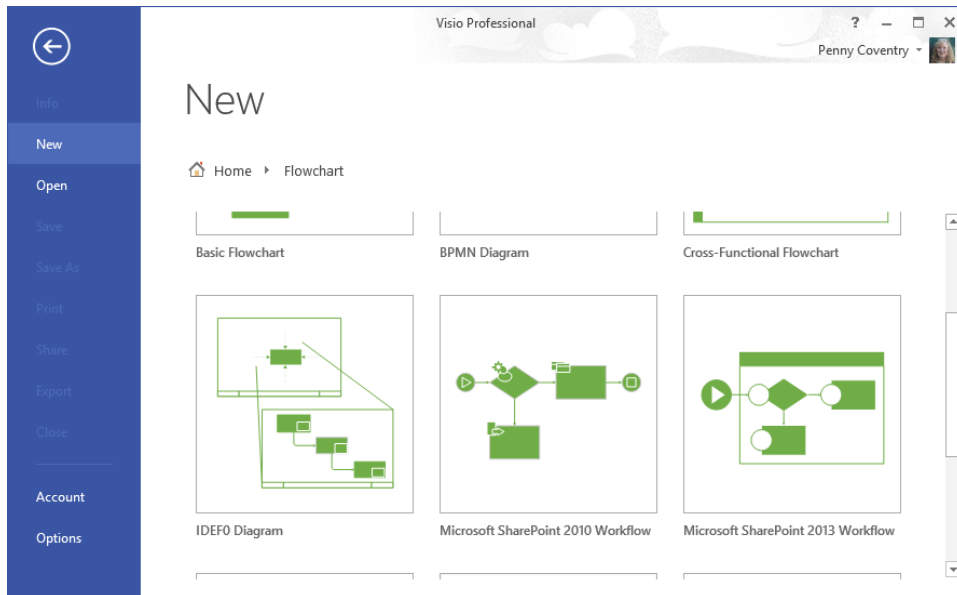 Visio Professional
?
Penny Coventry
Info
New
Open
Save
Save As
Print
Share
Export
Close
Account
Options
New
Home Flowchart
Basic Flowchart
BPMN Diagram
Cross-Functional Flowchart
IDEF0 Diagram
Microsoft SharePoint 2010 Workflow
Microsoft SharePoint 2013 Workflow